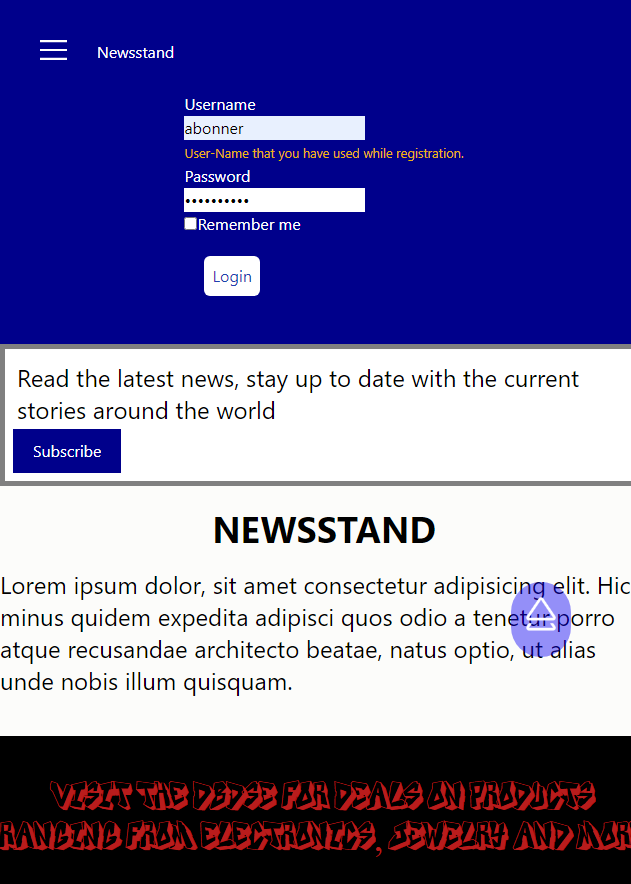 Newsstand
Username
abonner
User-Name that you have used while registration.
Password
••••••••••
Remember me
Login
Read the latest news, stay up to date with the current
stories around the world
Subscribe
NEWSSTAND
Lorem ipsum dolor, sit amet consectetur adipisicing elit. Hic
minus quidem expedita adipisci quos odio a tenetur porro
atque recusandae architecto beatae, natus optio, ut alias
unde nobis illum quisquam.
VISIT THE DBDSE FOR DEALS ON PRODUCTS
RANGING FROM ELECTRONICS, JEWELRY AND MOR